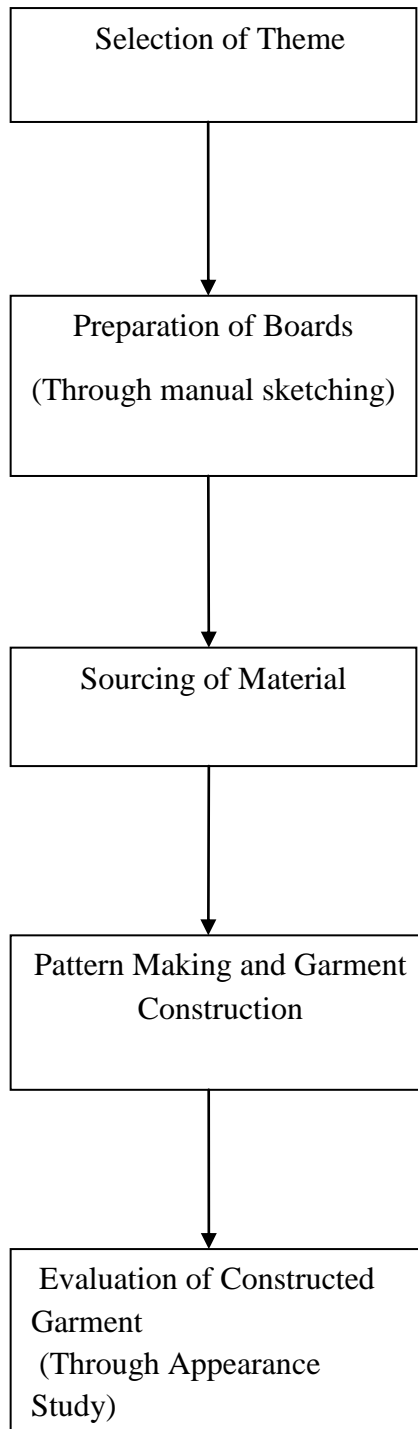 Selection of Theme
Preparation of Boards
(Through manual sketching)
Sourcing of Material
Pattern Making and Garment
Construction
Evaluation of Constructed
Garment
(Through Appearance
Study)